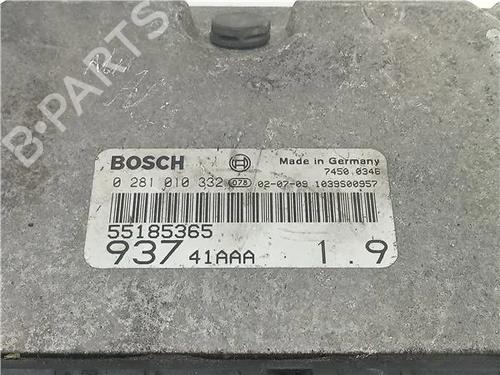 B-PARTS
BOSCH Made in Germany
7450.0346
0 281 010 332 078 02-07-09 1039S00957
55185365
937 41AAA 1.9